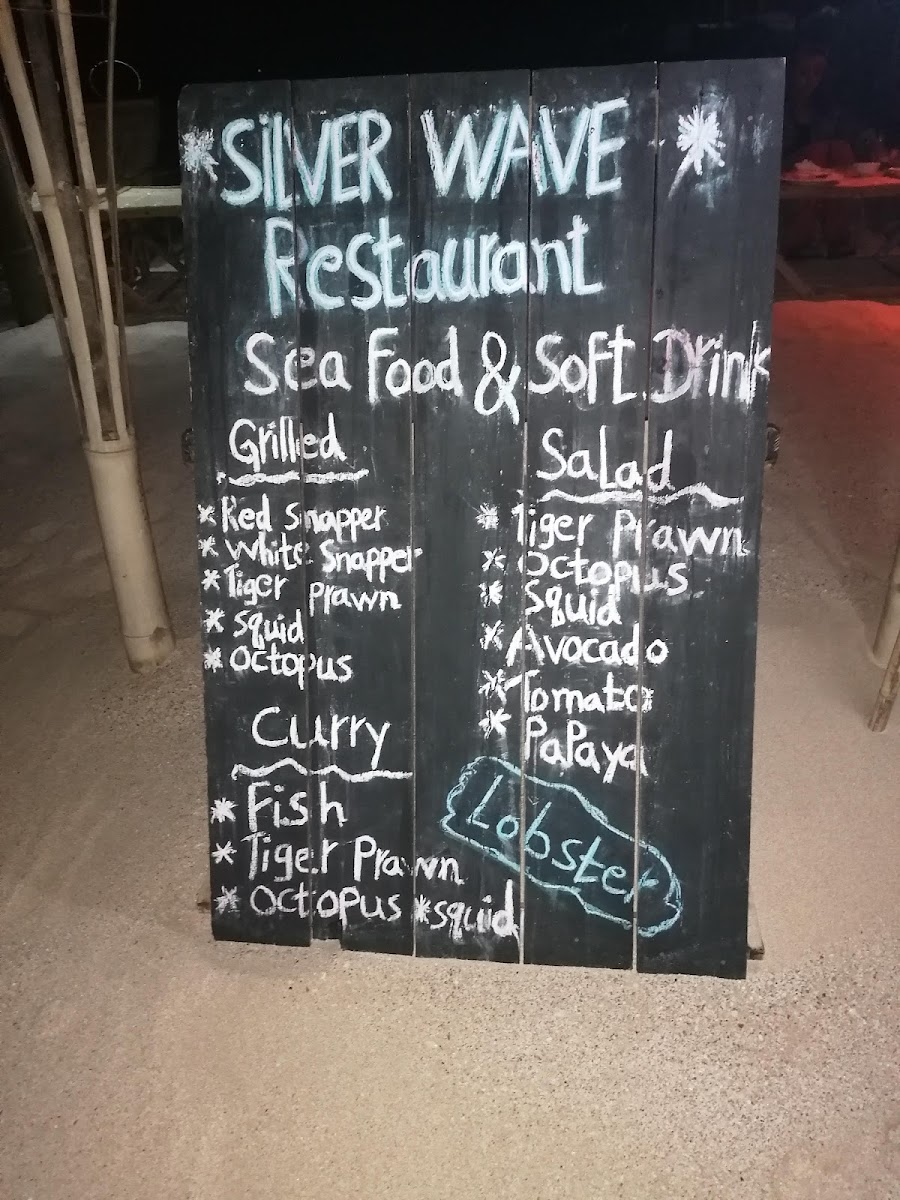 * SiLVER WAVE *
Restaurant
Sea Food & Soft Drink
Grilled
* Red snapper
* White Snapper
* Tiger prawn
* squid
* octopus
Curry
* Fish
* Tiger Prawn
* octopus * squid
Salad
* Tiger Prawn
* octopus
* squid
* Avocado
* Tomato
* PaPaya
Lobster